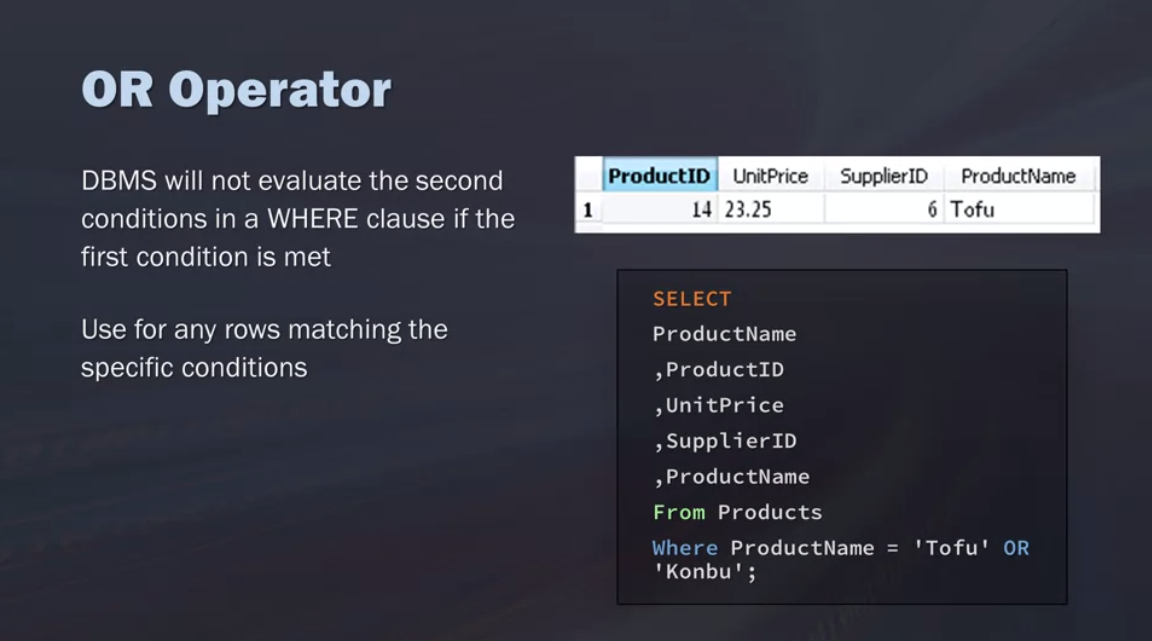 OR Operator
DBMS will not evaluate the second
conditions in a WHERE clause if the
first condition is met
Use for any rows matching the
specific conditions
ProductID UnitPrice SupplierID ProductName
1 14 23.25 6 Tofu
SELECT
ProductName
,ProductID
,UnitPrice
,SupplierID
,ProductName
From Products
Where ProductName = 'Tofu' OR
'Konbu';